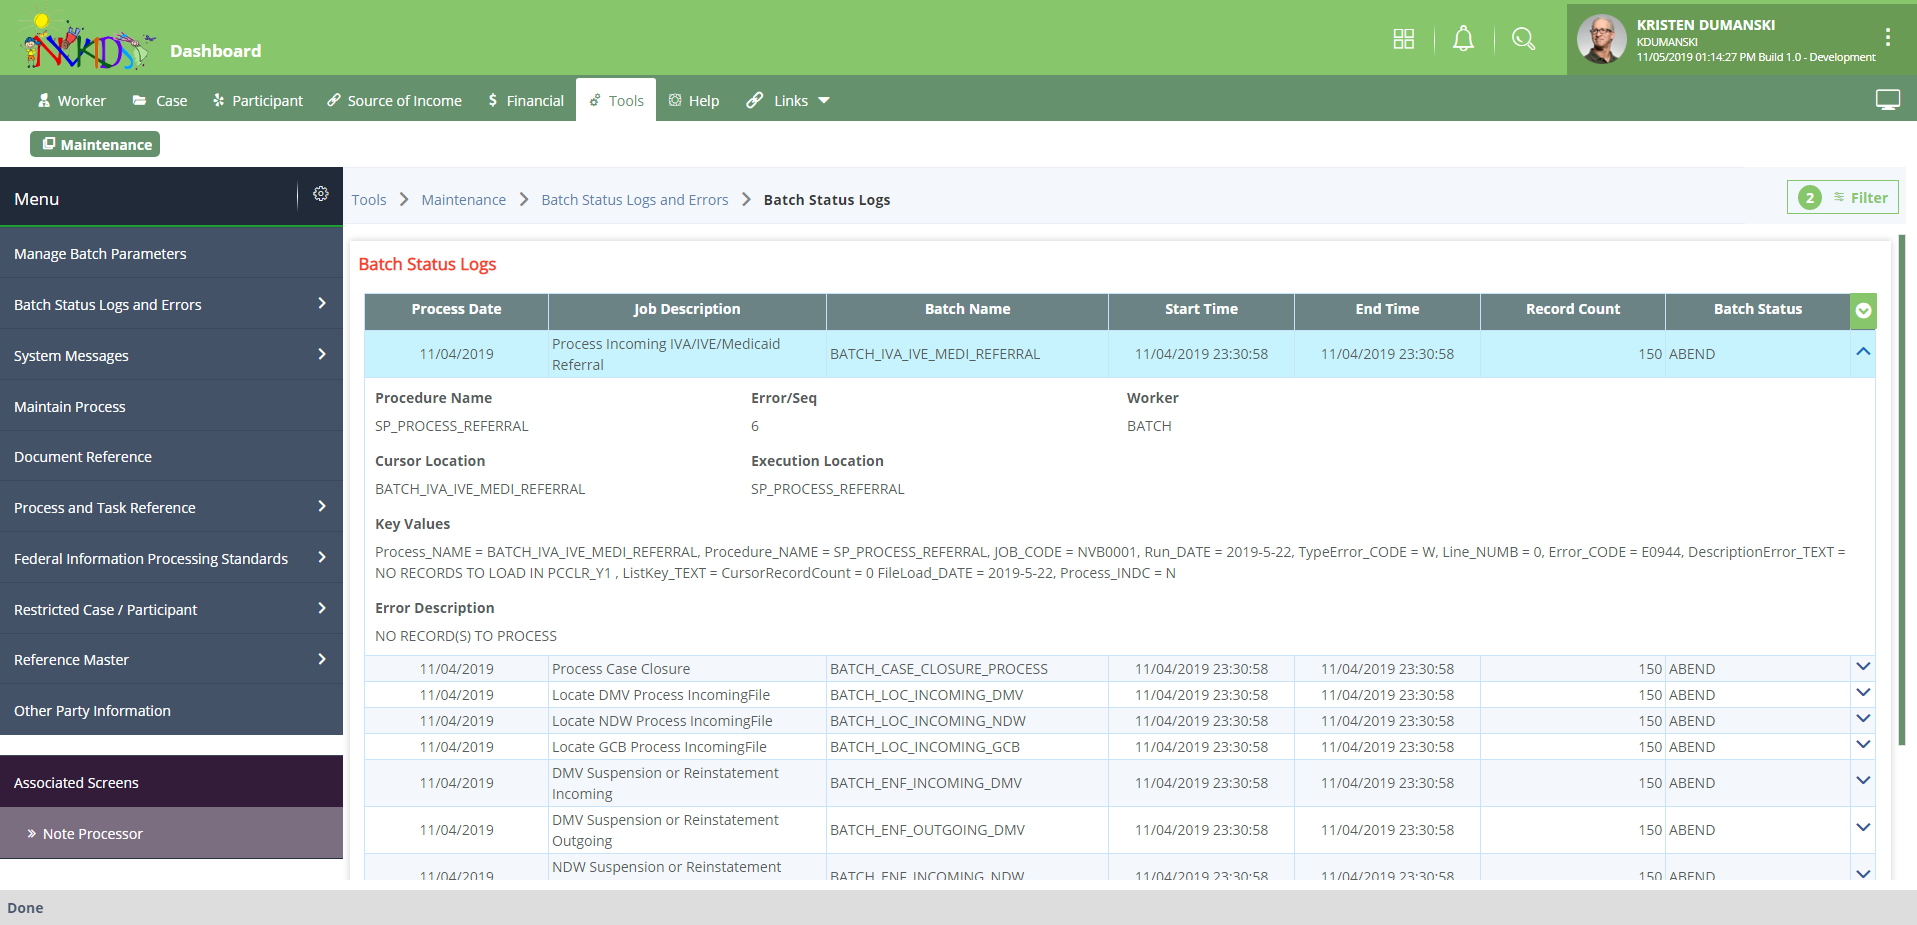 NVKIDS
Dashboard
KRISTEN DUMANSKI
KDUMANSKI
11/05/2019 01:14:27 PM Build 1.0 - Development
Worker Case Participant Source of Income Financial Tools Help Links
Maintenance
Menu
Manage Batch Parameters
Batch Status Logs and Errors
System Messages
Maintain Process
Document Reference
Process and Task Reference
Federal Information Processing Standards
Restricted Case / Participant
Reference Master
Other Party Information
Associated Screens
» Note Processor
Tools > Maintenance > Batch Status Logs and Errors > Batch Status Logs
2 Filter
Batch Status Logs
Process Date Job Description Batch Name Start Time End Time Record Count Batch Status
11/04/2019 Process Incoming IVA/IVE/Medicaid Referral BATCH_IVA_IVE_MEDI_REFERRAL 11/04/2019 23:30:58 11/04/2019 23:30:58 150 ABEND
Procedure Name Error/Seq Worker
SP_PROCESS_REFERRAL 6 BATCH
Cursor Location Execution Location
BATCH_IVA_IVE_MEDI_REFERRAL SP_PROCESS_REFERRAL
Key Values
Process_NAME = BATCH_IVA_IVE_MEDI_REFERRAL, Procedure_NAME = SP_PROCESS_REFERRAL, JOB_CODE = NVB0001, Run_DATE = 2019-5-22, TypeError_CODE = W, Line_NUMB = 0, Error_CODE = E0944, DescriptionError_TEXT =
NO RECORDS TO LOAD IN PCCLR_Y1 , ListKey_TEXT = CursorRecordCount = 0 FileLoad_DATE = 2019-5-22, Process_INDC = N
Error Description
NO RECORD(S) TO PROCESS
11/04/2019 Process Case Closure BATCH_CASE_CLOSURE_PROCESS 11/04/2019 23:30:58 11/04/2019 23:30:58 150 ABEND
11/04/2019 Locate DMV Process IncomingFile BATCH_LOC_INCOMING_DMV 11/04/2019 23:30:58 11/04/2019 23:30:58 150 ABEND
11/04/2019 Locate NDW Process IncomingFile BATCH_LOC_INCOMING_NDW 11/04/2019 23:30:58 11/04/2019 23:30:58 150 ABEND
11/04/2019 Locate GCB Process IncomingFile BATCH_LOC_INCOMING_GCB 11/04/2019 23:30:58 11/04/2019 23:30:58 150 ABEND
11/04/2019 DMV Suspension or Reinstatement Incoming BATCH_ENF_INCOMING_DMV 11/04/2019 23:30:58 11/04/2019 23:30:58 150 ABEND
11/04/2019 DMV Suspension or Reinstatement Outgoing BATCH_ENF_OUTGOING_DMV 11/04/2019 23:30:58 11/04/2019 23:30:58 150 ABEND
11/04/2019 NDW Suspension or Reinstatement BATCH_ENF_INCOMING_NDW 11/04/2019 23:30:58 11/04/2019 23:30:58 150 ABEND
Done